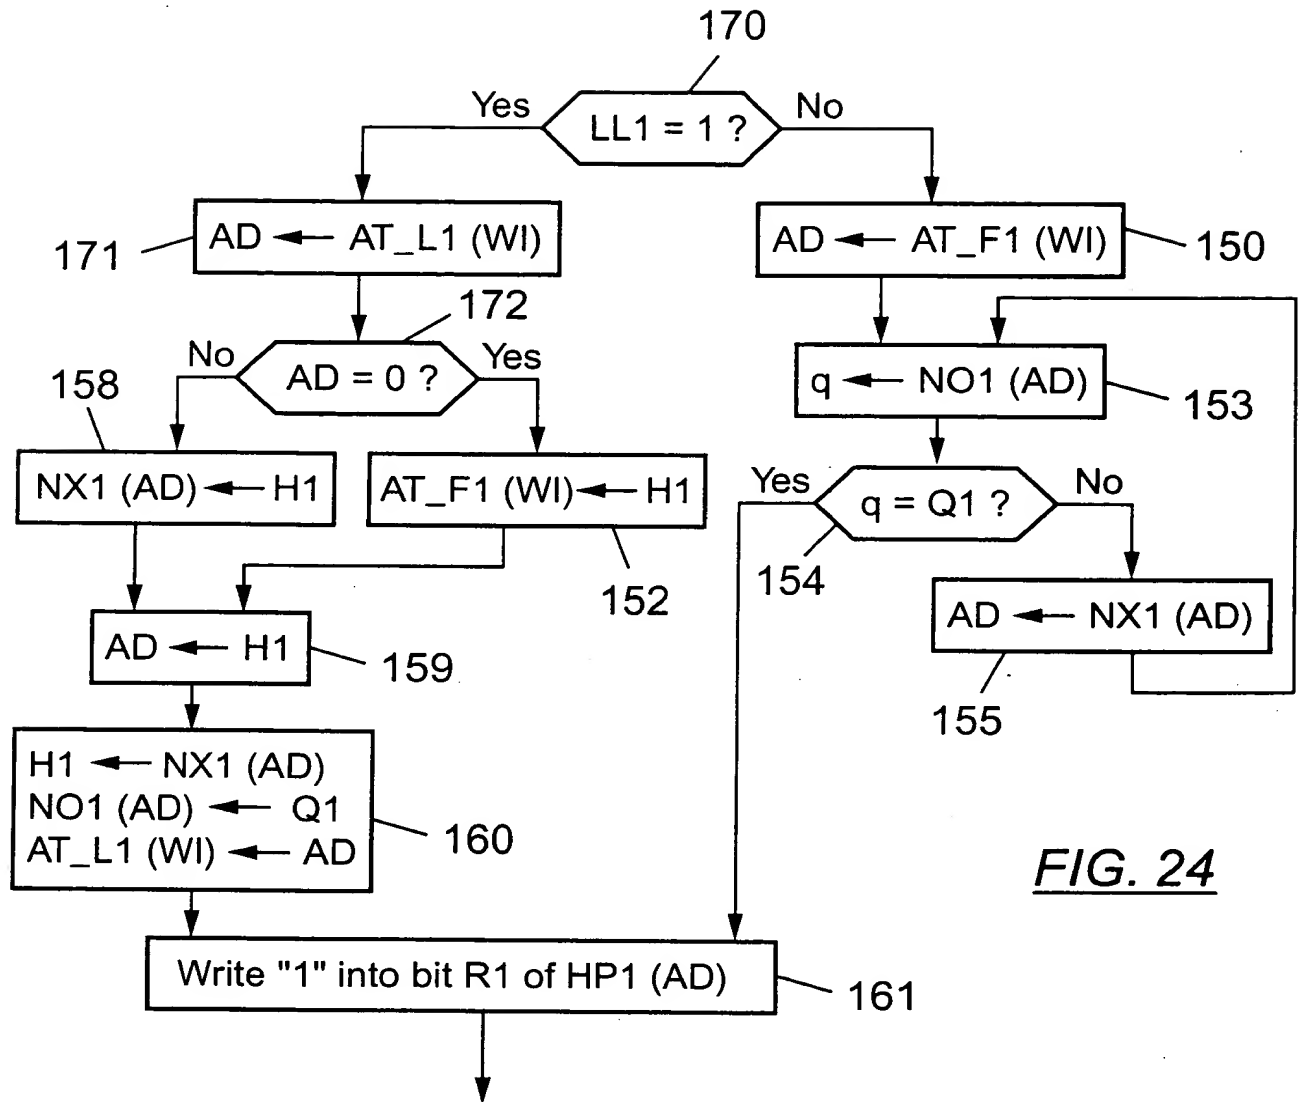 170
Yes
No
LL1 = 1 ?
171
AD ← AT_L1 (WI)
AD ← AT_F1 (WI)
150
172
No
Yes
AD = 0 ?
158
q ← NO1 (AD)
153
NX1 (AD) ← H1
AT_F1 (WI) ← H1
Yes
No
q = Q1 ?
154
152
AD ← H1
159
AD ← NX1 (AD)
155
H1 ← NX1 (AD)
NO1 (AD) ← Q1
AT_L1 (WI) ← AD
160
FIG. 24
Write "1" into bit R1 of HP1 (AD)
161